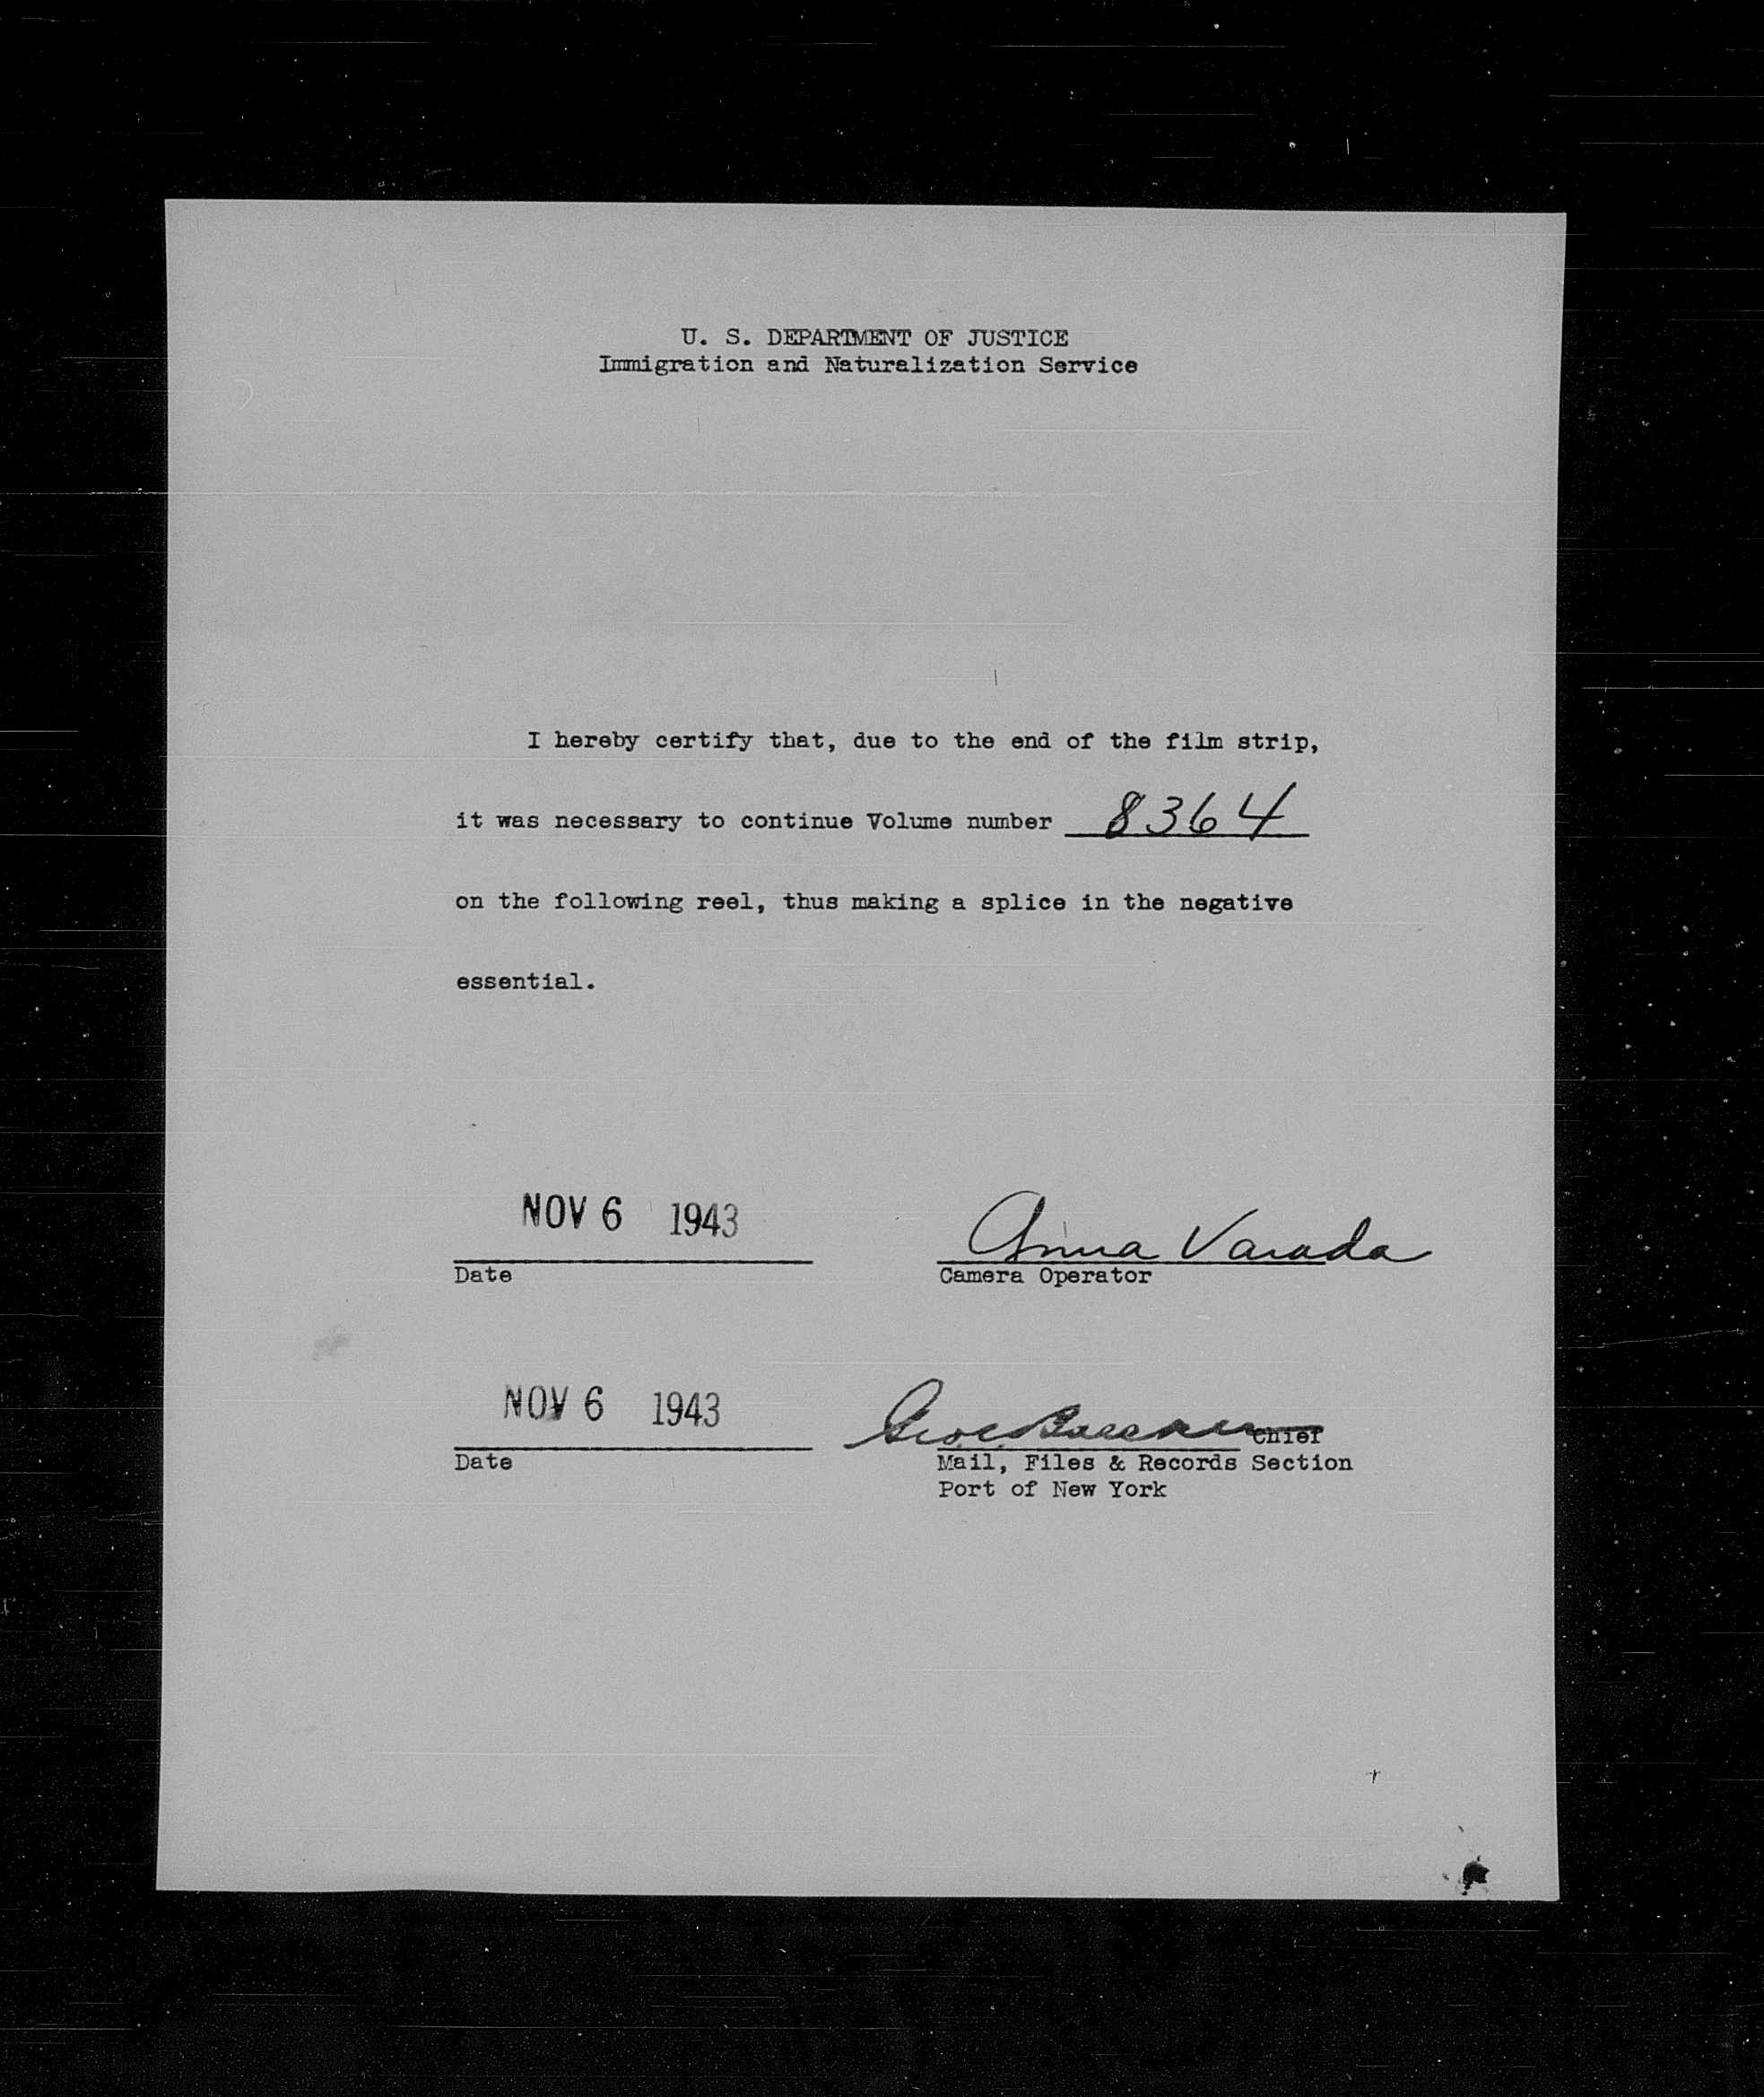 U. S. DEPARTMENT OF JUSTICE
Immigration and Naturalization Service
I hereby certify that, due to the end of the film strip,
it was necessary to continue Volume number 8364
on the following reel, thus making a splice in the negative
essential.
NOV 6 1943 Anna Varada
Date Camera Operator
NOV 6 1943 Chief
Date Mail, Files & Records Section
Port of New York